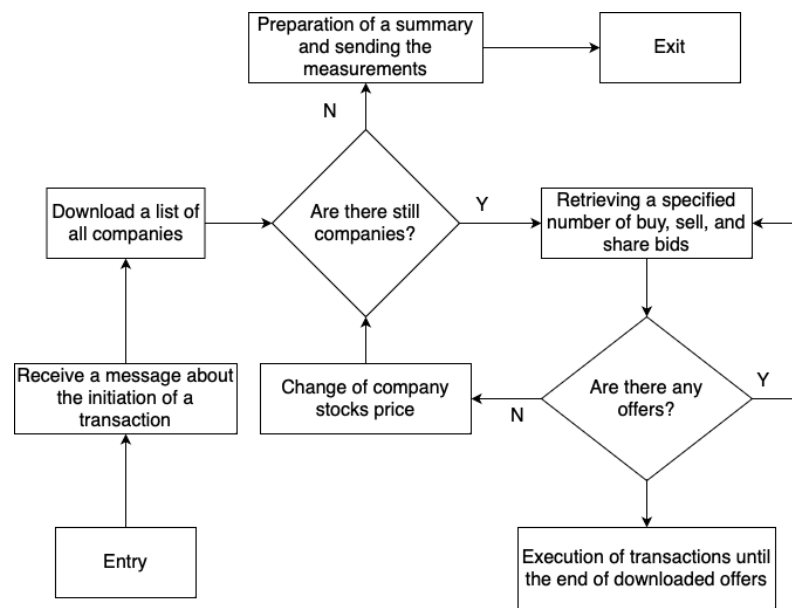 Preparation of a summary
and sending the
measurements
Exit
N
Download a list of
all companies
Are there still
companies?
Y
Retrieving a specified
number of buy, sell, and
share bids
Receive a message about
the initiation of a
transaction
Change of company
stocks price
N
Are there any
offers?
Y
Entry
Execution of transactions until
the end of downloaded offers